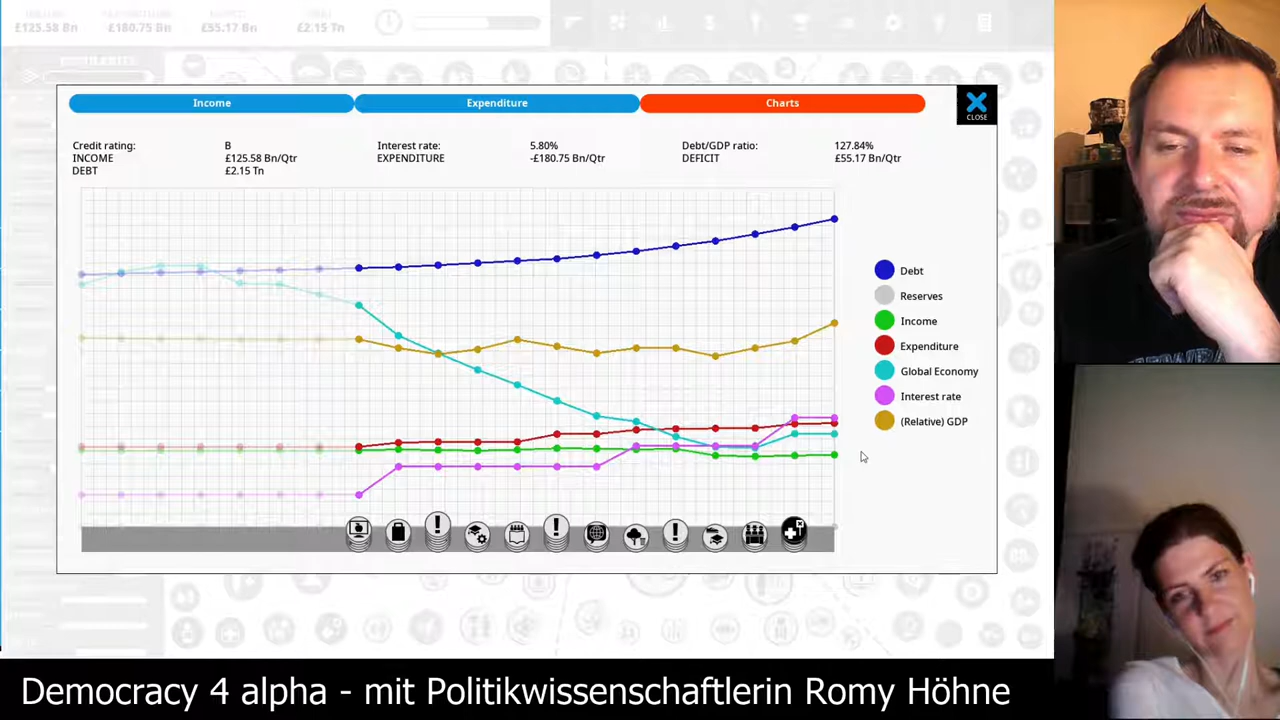 £125.58 Bn £180.75 Bn £55.17 Bn £2.15 Tn
Income Expenditure Charts
CLOSE
Credit rating: B Interest rate: 5.80% Debt/GDP ratio: 127.84%
INCOME £125.58 Bn/Qtr EXPENDITURE -£180.75 Bn/Qtr DEFICIT £55.17 Bn/Qtr
DEBT £2.15 Tn
Debt
Reserves
Income
Expenditure
Global Economy
Interest rate
(Relative) GDP
Democracy 4 alpha - mit Politikwissenschaftlerin Romy Höhne